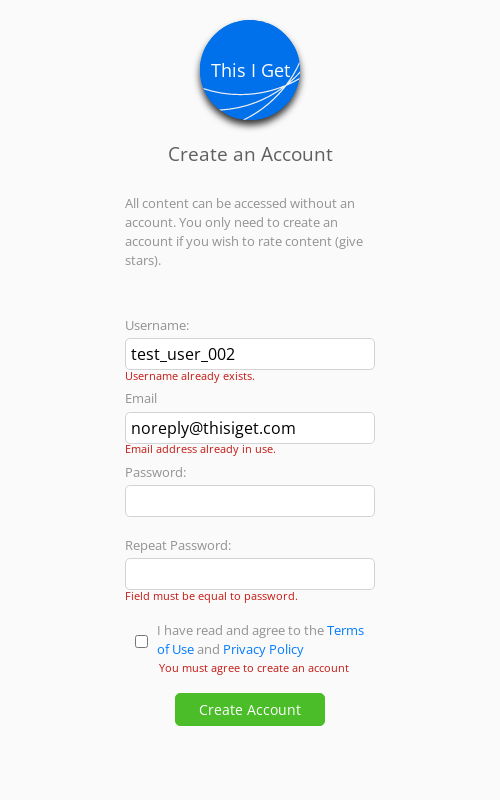 This I Get
Create an Account
All content can be accessed without an
account. You only need to create an
account if you wish to rate content (give
stars).
Username:
test_user_002
Username already exists.
Email
noreply@thisiget.com
Email address already in use.
Password:
Repeat Password:
Field must be equal to password.
I have read and agree to the Terms
of Use and Privacy Policy
You must agree to create an account
Create Account